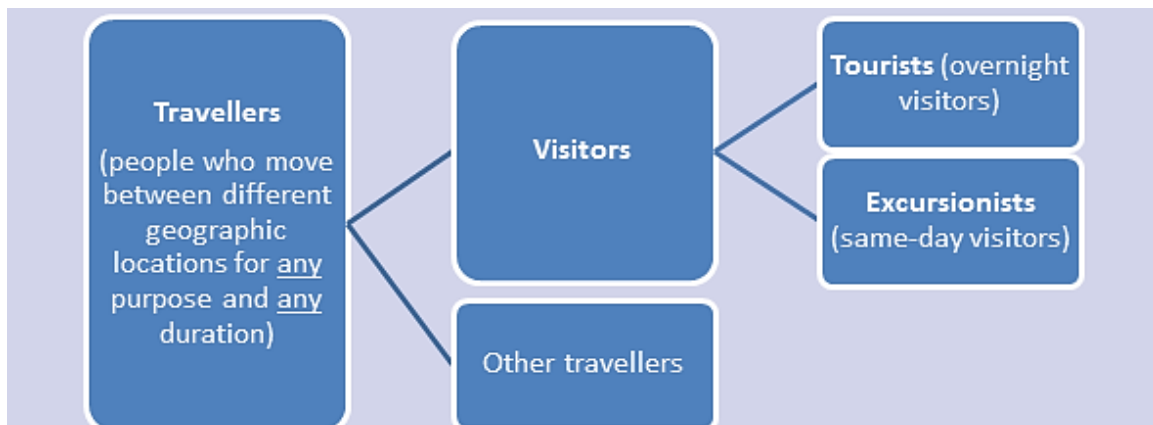 Travellers
(people who move
between different
geographic
locations for any
purpose and any
duration)
Visitors
Other travellers
Tourists (overnight
visitors)
Excursionists
(same-day visitors)